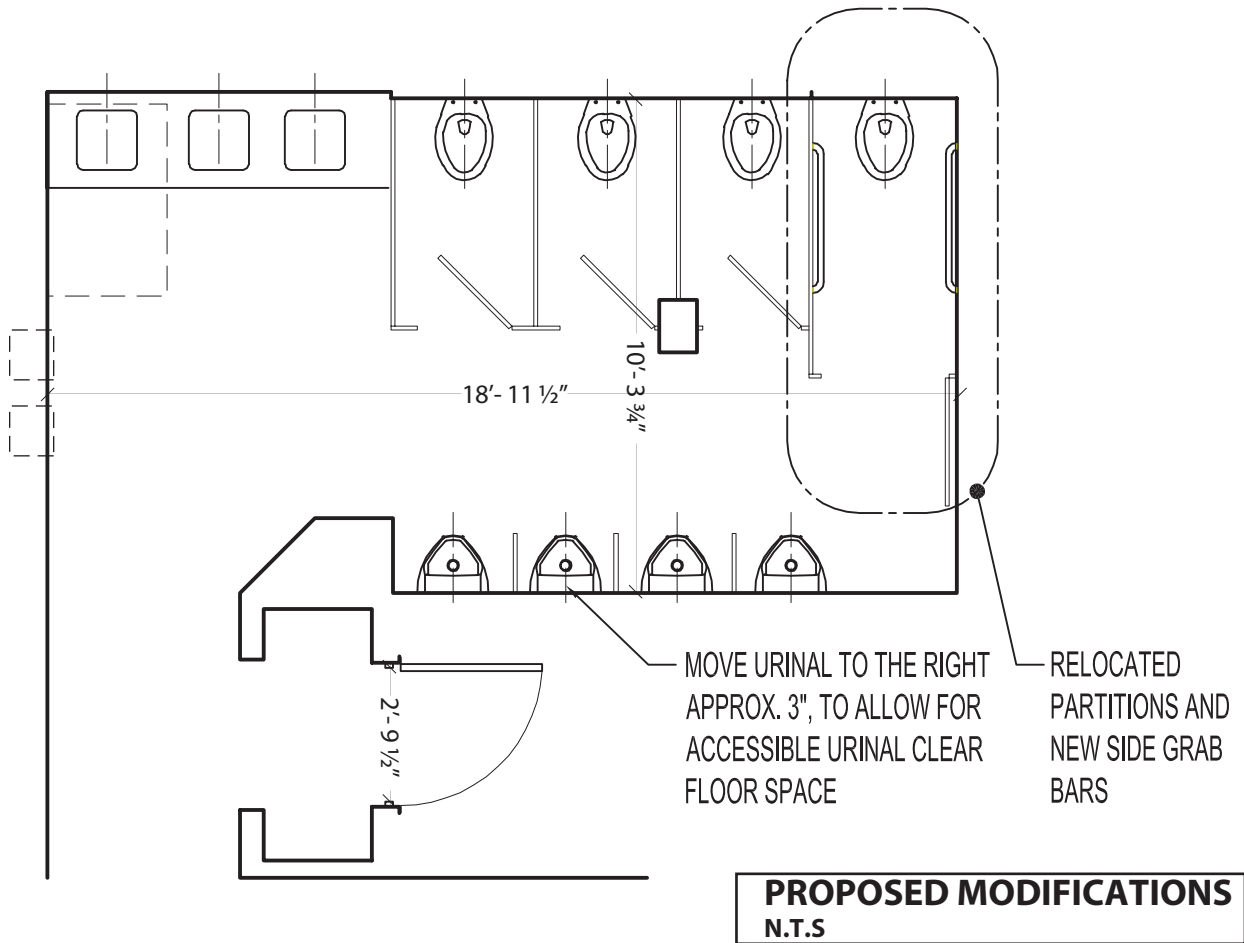 18'- 11 ½"
10'- 3 ¾"
2'- 9 ½"
MOVE URINAL TO THE RIGHT
APPROX. 3", TO ALLOW FOR
ACCESSIBLE URINAL CLEAR
FLOOR SPACE
RELOCATED
PARTITIONS AND
NEW SIDE GRAB
BARS
PROPOSED MODIFICATIONS
N.T.S